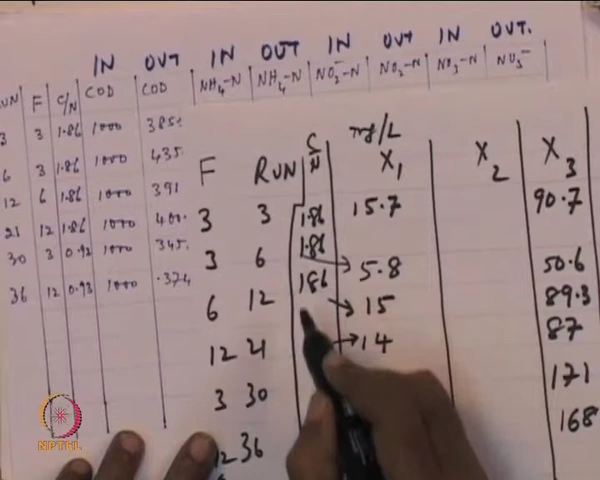 IN OUT IN OUT IN OUT IN OUT.
RUN F C/N COD COD NH4-N NH4-N NO2⁻-N NO2-N NO3-N NO3⁻
3 3 1.86 1000 385.
6 3 1.86 1000 435.
12 6 1.86 1000 391
21 12 1.86 1000 400.
30 3 0.93 1000 345.
36 12 0.93 1000 .374
F RUN C/N mg/L X1 X2 X3
3 3 1.86 15.7 90.7
3 6 1.86 5.8 50.6
6 12 186 15 89.3
12 21 14 87
3 30 171
12 36 168
NPTEL